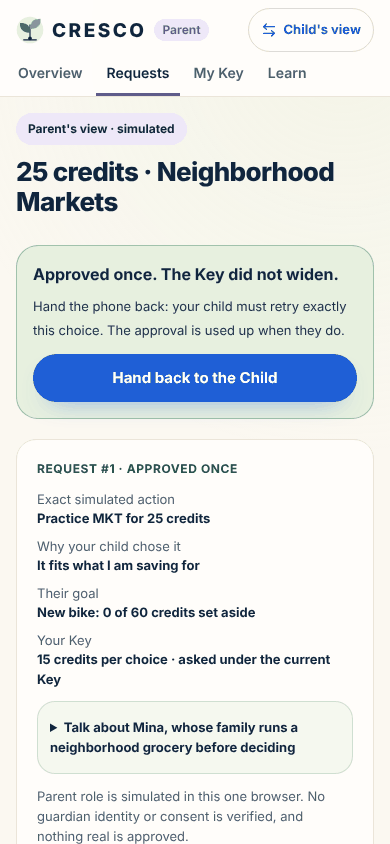 CRESCO Parent Child's view
Overview Requests My Key Learn
Parent's view · simulated
25 credits · Neighborhood
Markets
Approved once. The Key did not widen.
Hand the phone back: your child must retry exactly
this choice. The approval is used up when they do.
Hand back to the Child
REQUEST #1 · APPROVED ONCE
Exact simulated action
Practice MKT for 25 credits
Why your child chose it
It fits what I am saving for
Their goal
New bike: 0 of 60 credits set aside
Your Key
15 credits per choice · asked under the current
Key
Talk about Mina, whose family runs a
neighborhood grocery before deciding
Parent role is simulated in this one browser. No
guardian identity or consent is verified, and
nothing real is approved.